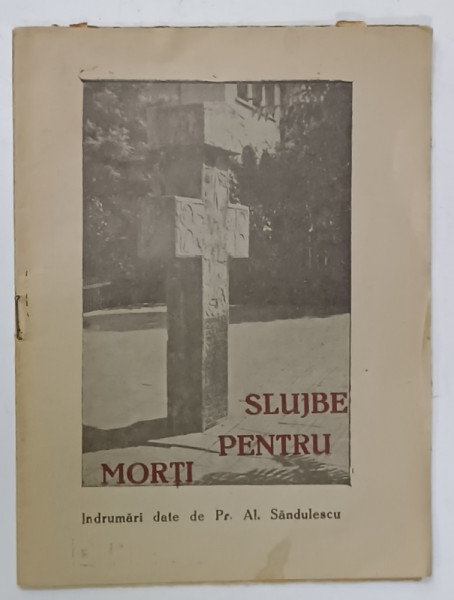 SLUJBE
PENTRU
MORȚI
Indrumări date de Pr. Al. Săndulescu